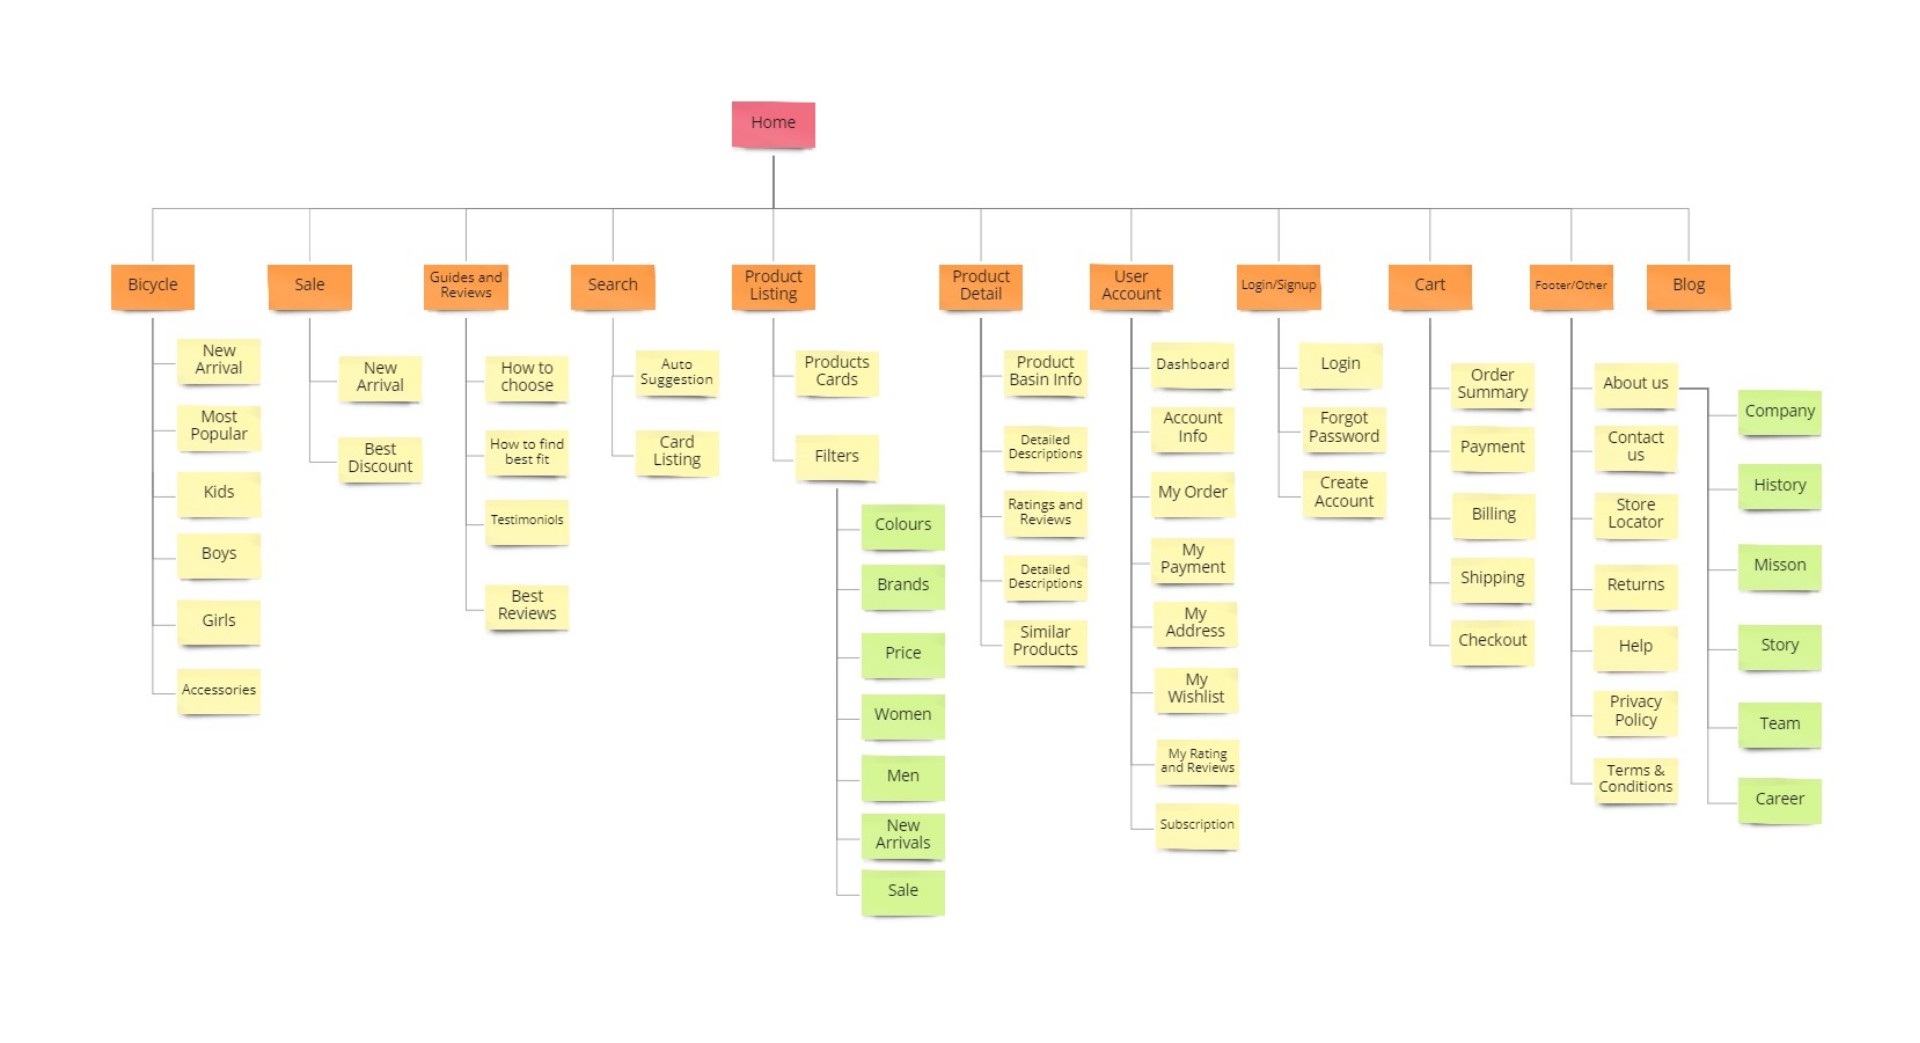 Home
Bicycle
Sale
Guides and
Reviews
Search
Product
Listing
Product
Detail
User
Account
Login/Signup
Cart
Footer/Other
Blog
New
Arrival
Most
Popular
Kids
Boys
Girls
Accessories
New
Arrival
Best
Discount
How to
choose
How to find
best fit
Testimoniols
Best
Reviews
Auto
Suggestion
Card
Listing
Products
Cards
Filters
Colours
Brands
Price
Women
Men
New
Arrivals
Sale
Product
Basin Info
Detailed
Descriptions
Ratings and
Reviews
Detailed
Descriptions
Similar
Products
Dashboard
Account
Info
My Order
My
Payment
My
Address
My
Wishlist
My Rating
and Reviews
Subscription
Login
Forgot
Password
Create
Account
Order
Summary
Payment
Billing
Shipping
Checkout
About us
Contact
us
Store
Locator
Returns
Help
Privacy
Policy
Terms &
Conditions
Company
History
Misson
Story
Team
Career